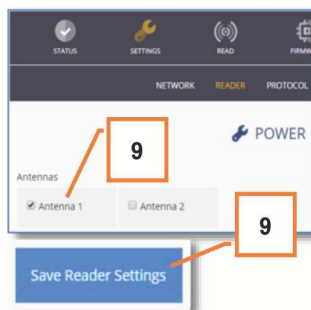 STATUS SETTINGS READ FIRMW
NETWORK READER PROTOCOL
POWER
9
Antennas
Antenna 1 Antenna 2
9
Save Reader Settings